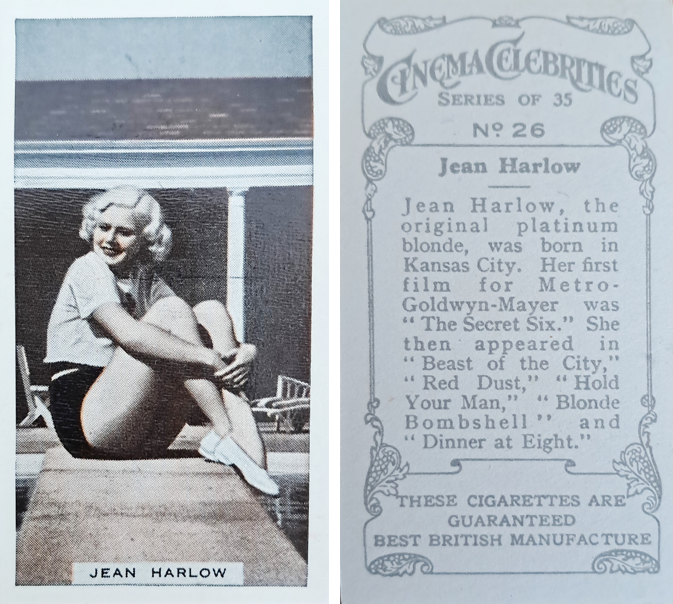 JEAN HARLOW
CINEMA CELEBRITIES
SERIES OF 35
No. 26
Jean Harlow
Jean Harlow, the
original platinum
blonde, was born in
Kansas City. Her first
film for Metro-
Goldwyn-Mayer was
“ The Secret Six.” She
then appeared in
“ Beast of the City,”
“ Red Dust,” “ Hold
Your Man,” “ Blonde
Bombshell ” and
“ Dinner at Eight.”
THESE CIGARETTES ARE
GUARANTEED
BEST BRITISH MANUFACTURE